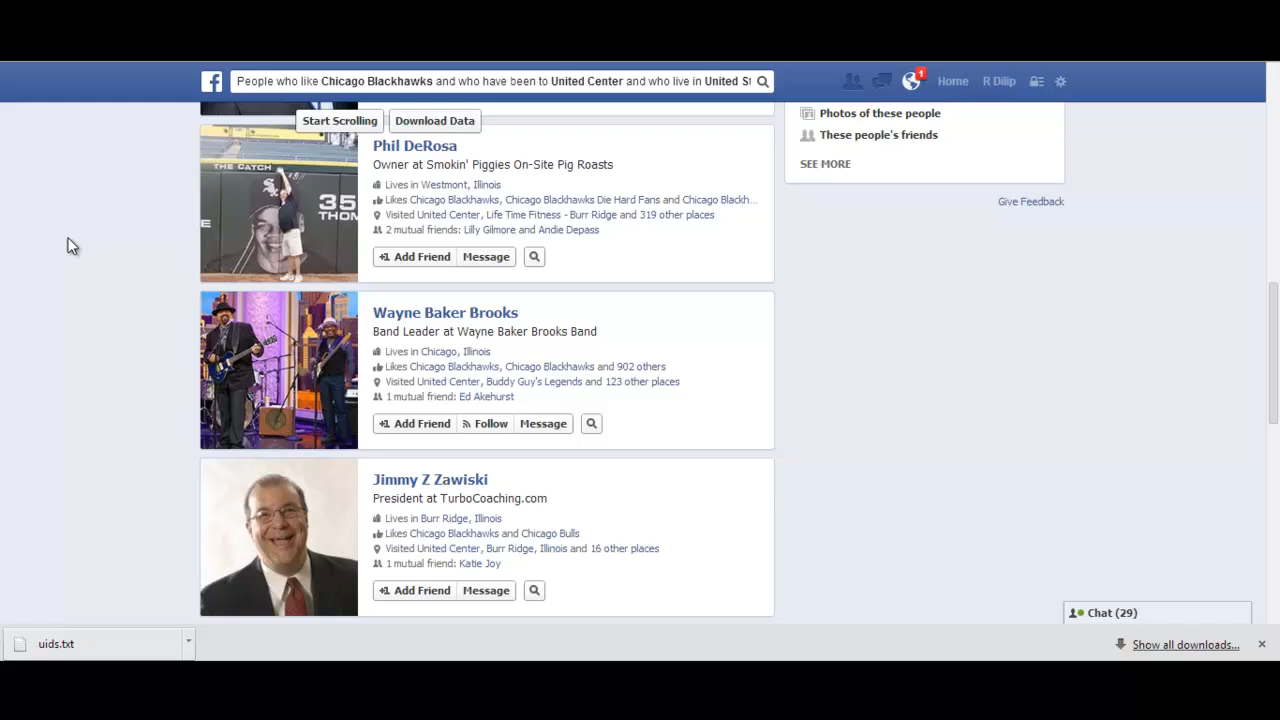 f People who like Chicago Blackhawks and who have been to United Center and who live in United St
1
Home
R Dilip
Start Scrolling
Download Data
Phil DeRosa
Owner at Smokin' Piggies On-Site Pig Roasts
Lives in Westmont, Illinois
Likes Chicago Blackhawks, Chicago Blackhawks Die Hard Fans and Chicago Blackh...
Visited United Center, Life Time Fitness - Burr Ridge and 319 other places
2 mutual friends: Lilly Gilmore and Andie Depass
+1 Add Friend
Message
THE CATCH
35
THOM
Wayne Baker Brooks
Band Leader at Wayne Baker Brooks Band
Lives in Chicago, Illinois
Likes Chicago Blackhawks, Chicago Blackhawks and 902 others
Visited United Center, Buddy Guy's Legends and 123 other places
1 mutual friend: Ed Akehurst
+1 Add Friend
Follow
Message
Jimmy Z Zawiski
President at TurboCoaching.com
Lives in Burr Ridge, Illinois
Likes Chicago Blackhawks and Chicago Bulls
Visited United Center, Burr Ridge, Illinois and 16 other places
1 mutual friend: Katie Joy
+1 Add Friend
Message
Photos of these people
These people's friends
SEE MORE
Give Feedback
Chat (29)
uids.txt
Show all downloads...